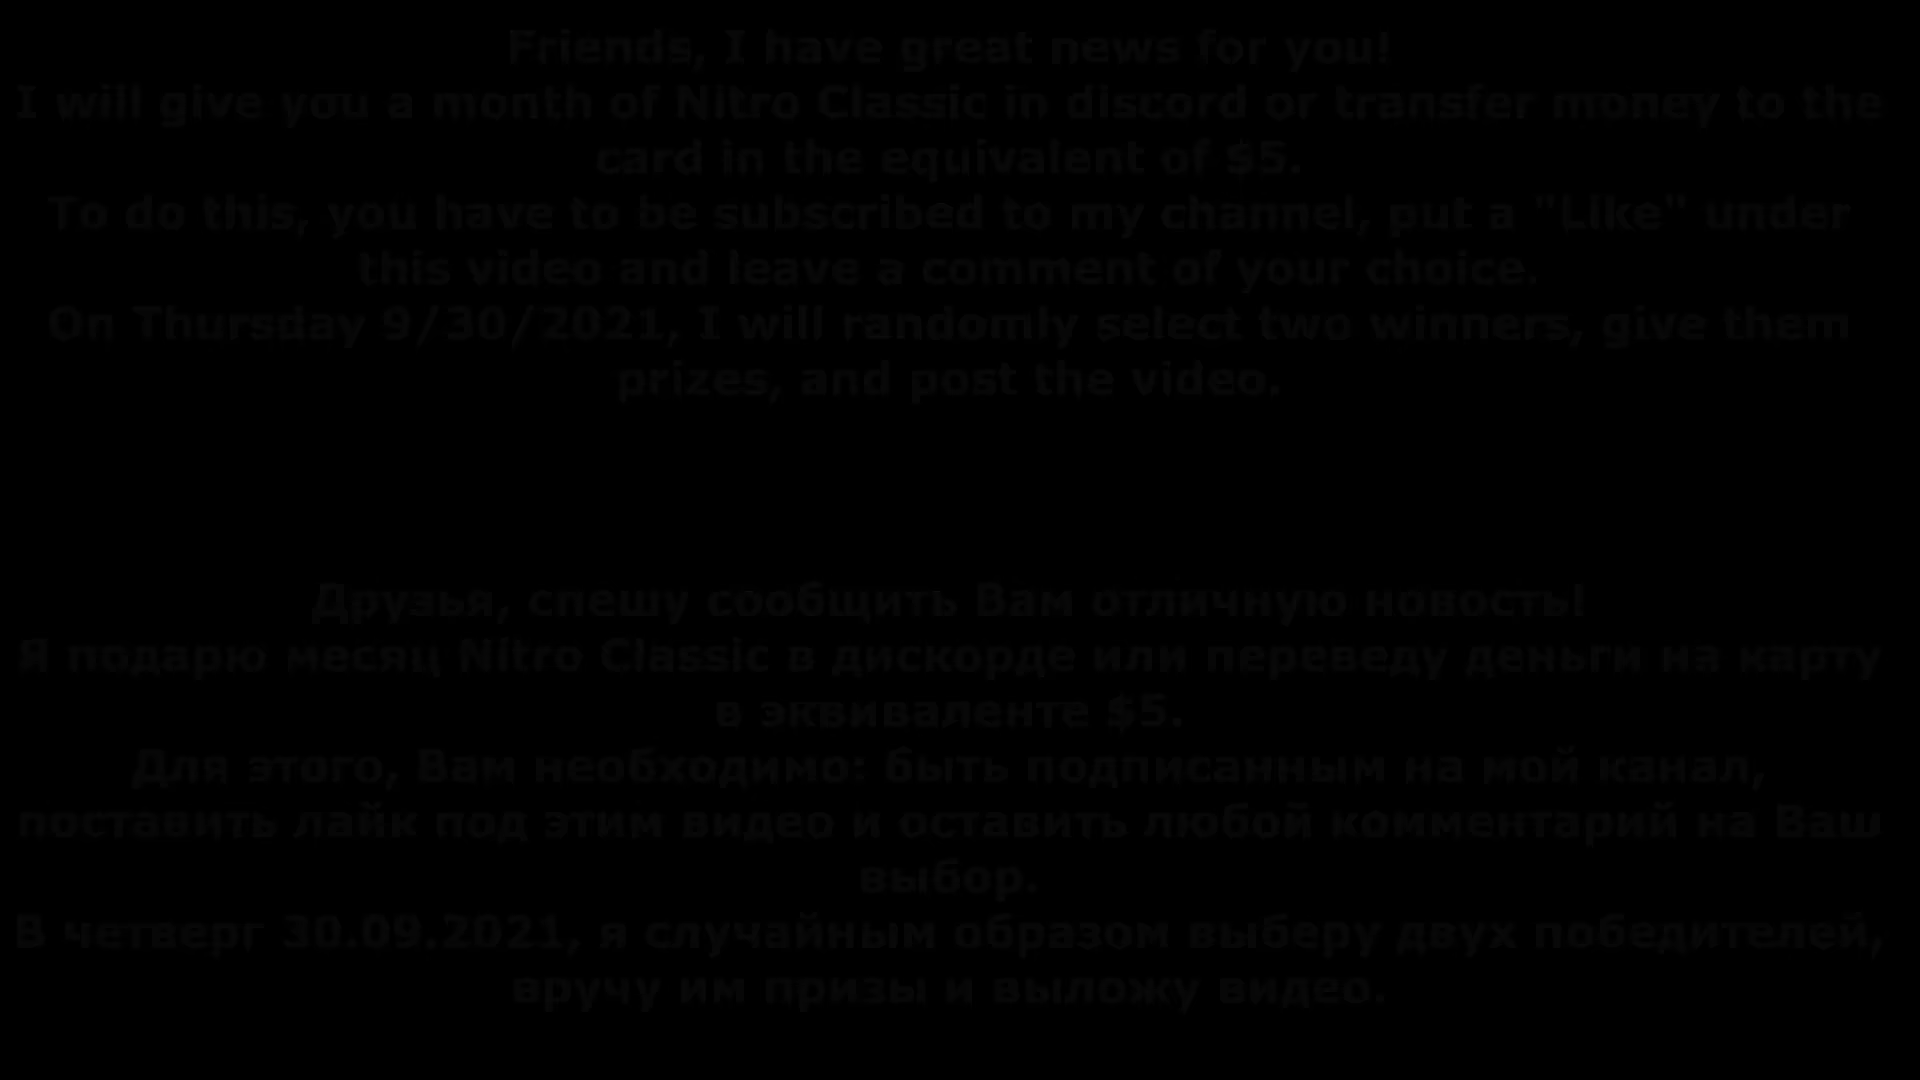 Friends, I have great news for you!
I will give you a month of Nitro Classic in discord or transfer money to the
card in the equivalent of $5.
To do this, you have to be subscribed to my channel, put a "Like" under
this video and leave a comment of your choice.
On Thursday 9/30/2021, I will randomly select two winners, give them
prizes, and post the video.
Друзья, спешу сообщить Вам отличную новость!
Я подарю месяц Nitro Classic в дискорде или переведу деньги на карту
в эквиваленте $5.
Для этого, Вам необходимо: быть подписанным на мой канал,
поставить лайк под этим видео и оставить любой комментарий на Ваш
выбор.
В четверг 30.09.2021, я случайным образом выберу двух победителей,
вручу им призы и выложу видео.